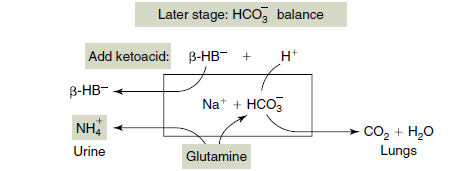 Later stage: HCO₃⁻ balance
Add ketoacid: β-HB⁻ + H⁺
β-HB⁻
Na⁺ + HCO₃⁻
NH₄⁺
CO₂ + H₂O
Urine
Glutamine
Lungs